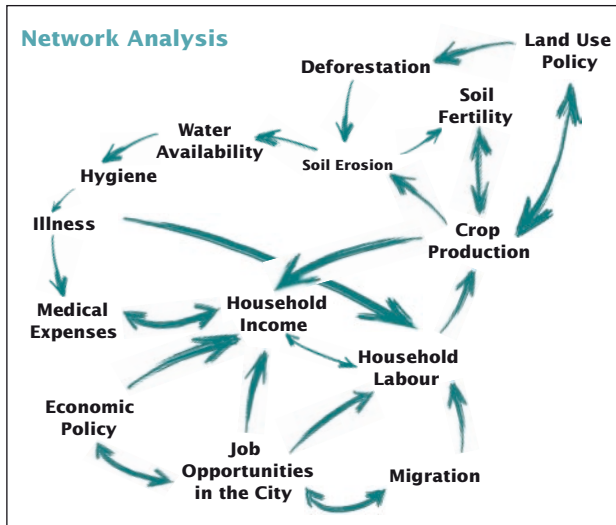 Network Analysis
Land Use
Policy
Deforestation
Soil
Fertility
Water
Availability
Soil Erosion
Hygiene
Illness
Crop
Production
Medical
Expenses
Household
Income
Household
Labour
Economic
Policy
Job
Opportunities
in the City
Migration